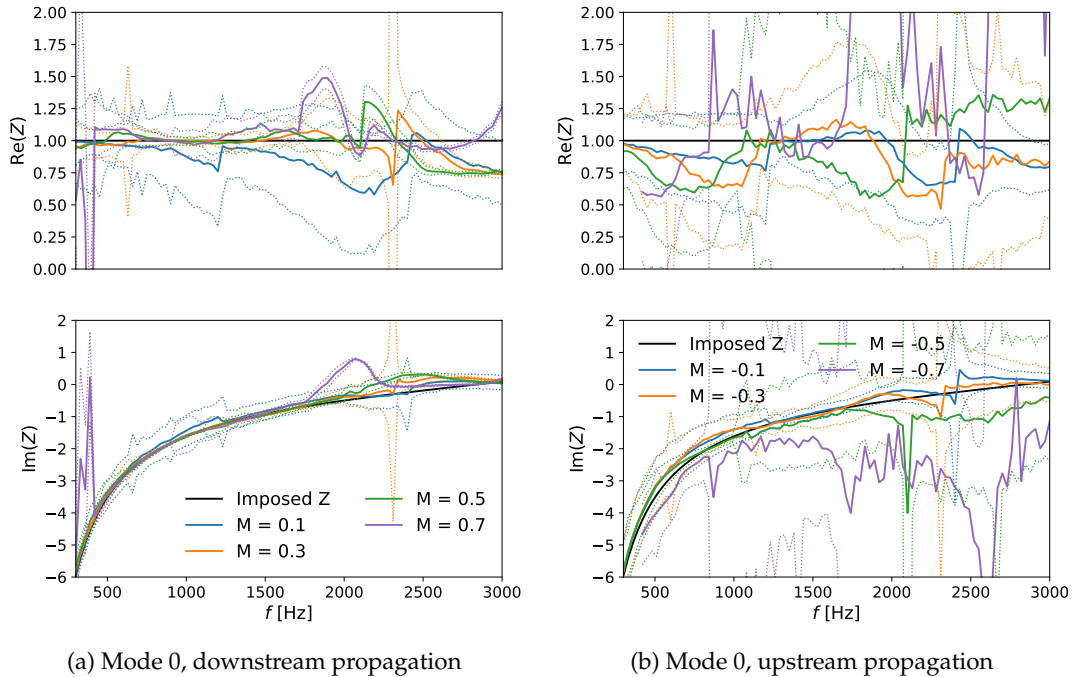 2.00
1.75
1.50
1.25
1.00
0.75
0.50
0.25
0.00
Re(Z)
2
1
0
−1
−2
−3
−4
−5
−6
Im(Z)
Imposed Z
M = 0.1
M = 0.3
M = 0.5
M = 0.7
500 1000 1500 2000 2500 3000
f [Hz]
(a) Mode 0, downstream propagation
2.00
1.75
1.50
1.25
1.00
0.75
0.50
0.25
0.00
Re(Z)
2
1
0
−1
−2
−3
−4
−5
−6
Im(Z)
Imposed Z
M = -0.1
M = -0.3
M = -0.5
M = -0.7
500 1000 1500 2000 2500 3000
f [Hz]
(b) Mode 0, upstream propagation